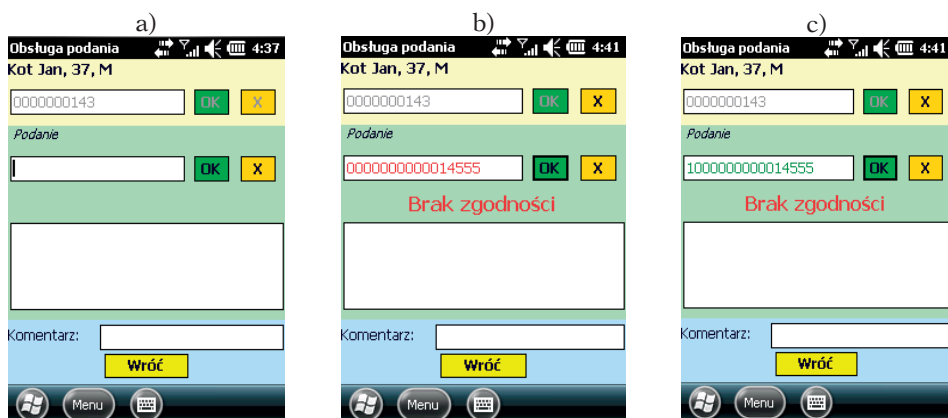 a)
Obsługa podania 4:37
Kot Jan, 37, M
0000000143 OK X
Podanie
OK X
Komentarz:
Wróć
Menu
b)
Obsługa podania 4:41
Kot Jan, 37, M
0000000143 OK X
Podanie
0000000000014555 OK X
Brak zgodności
Komentarz:
Wróć
Menu
c)
Obsługa podania 4:41
Kot Jan, 37, M
0000000143 OK X
Podanie
1000000000014555 OK X
Brak zgodności
Komentarz:
Wróć
Menu